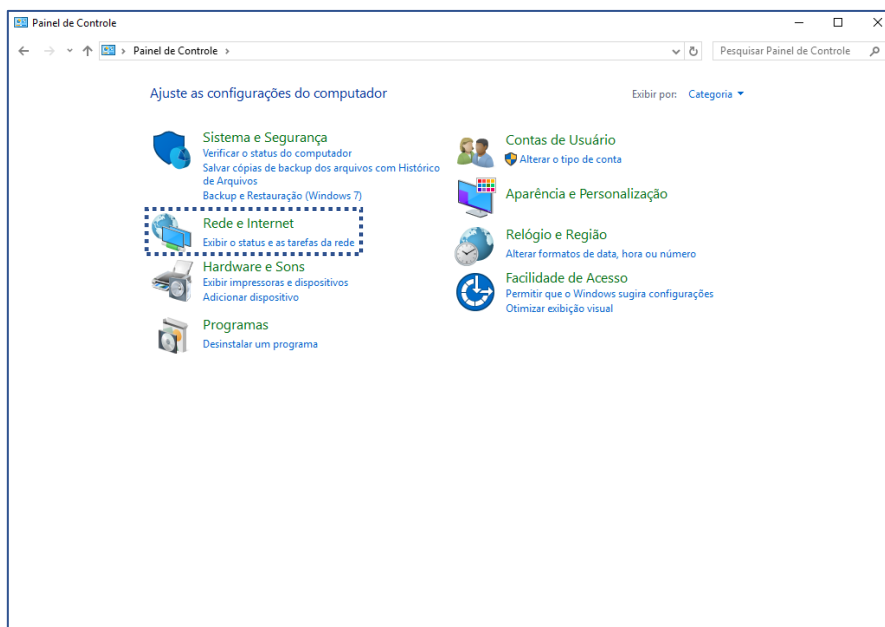 Painel de Controle
Painel de Controle
Pesquisar Painel de Controle
Ajuste as configurações do computador
Exibir por: Categoria
Sistema e Segurança
Verificar o status do computador
Salvar cópias de backup dos arquivos com Histórico
de Arquivos
Backup e Restauração (Windows 7)
Rede e Internet
Exibir o status e as tarefas da rede
Hardware e Sons
Exibir impressoras e dispositivos
Adicionar dispositivo
Programas
Desinstalar um programa
Contas de Usuário
Alterar o tipo de conta
Aparência e Personalização
Relógio e Região
Alterar formatos de data, hora ou número
Facilidade de Acesso
Permitir que o Windows sugira configurações
Otimizar exibição visual